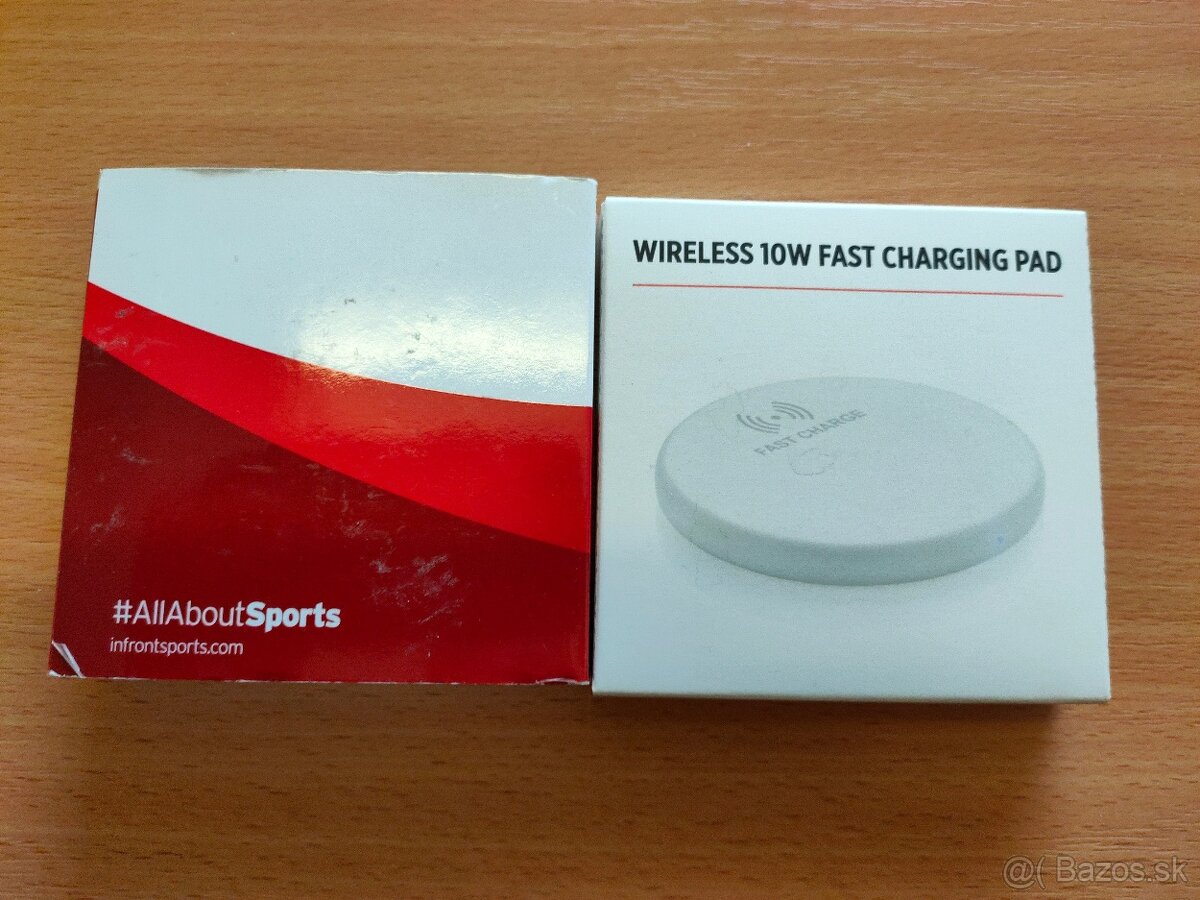 #AllAboutSports
infrontsports.com
WIRELESS 10W FAST CHARGING PAD
FAST CHARGE
@( Bazos.sk